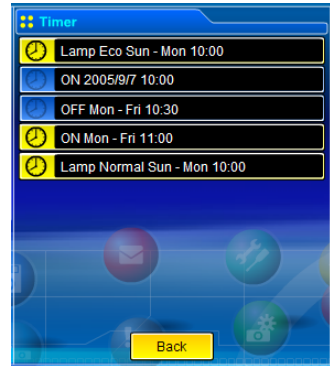 Timer
Lamp Eco Sun - Mon 10:00
ON 2005/9/7 10:00
OFF Mon - Fri 10:30
ON Mon - Fri 11:00
Lamp Normal Sun - Mon 10:00
Back